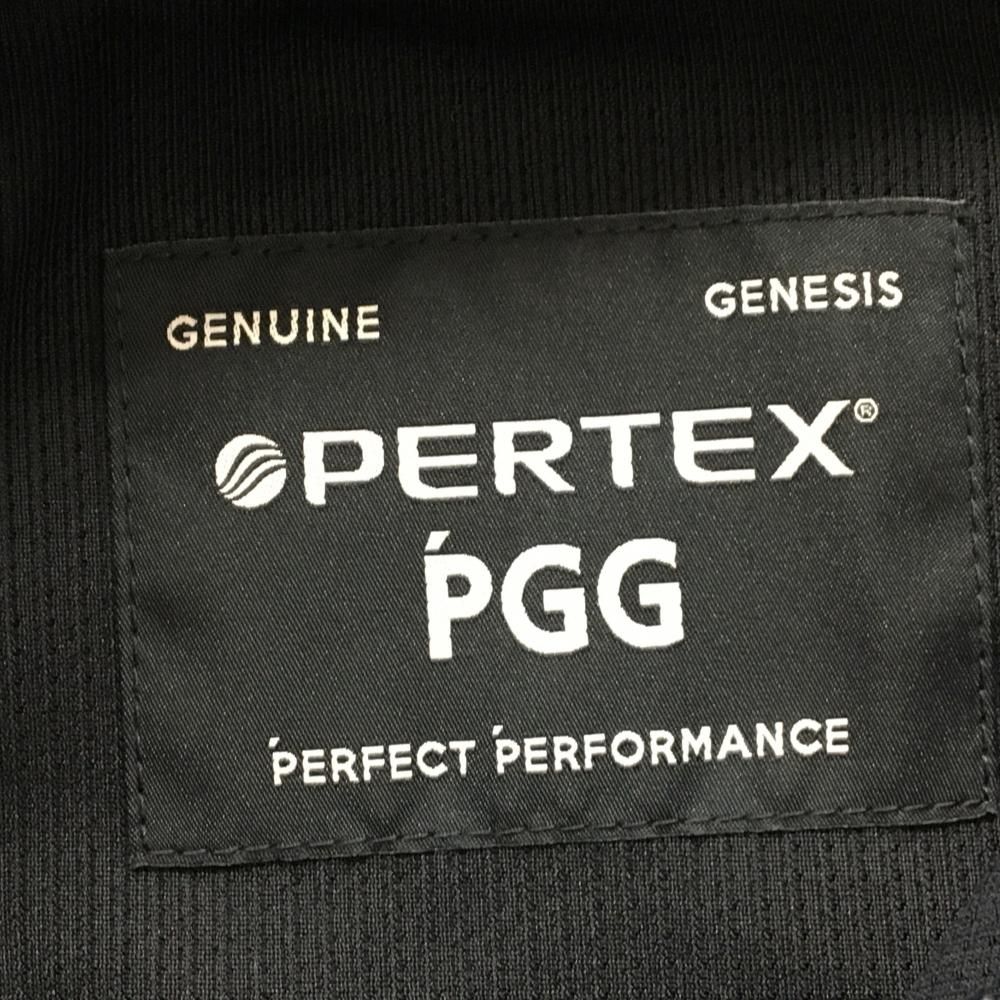 GENUINE GENESIS
PERTEX®
ṔGG
ṔERFECT ṔERFORMANCE